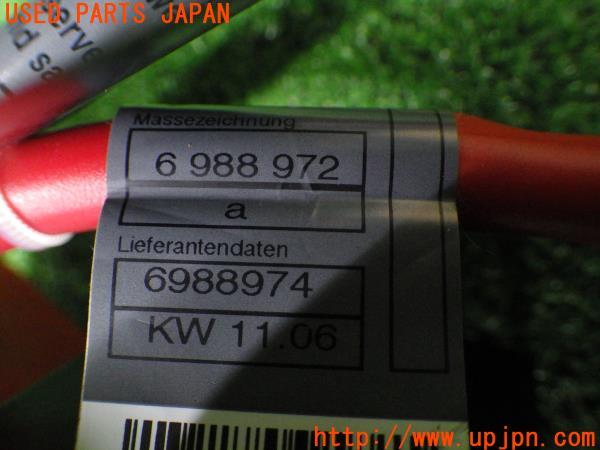 USED PARTS JAPAN
Massezeichnung
6 988 972
a
Lieferantendaten
6988974
KW 11.06
http://www.upjpn.com